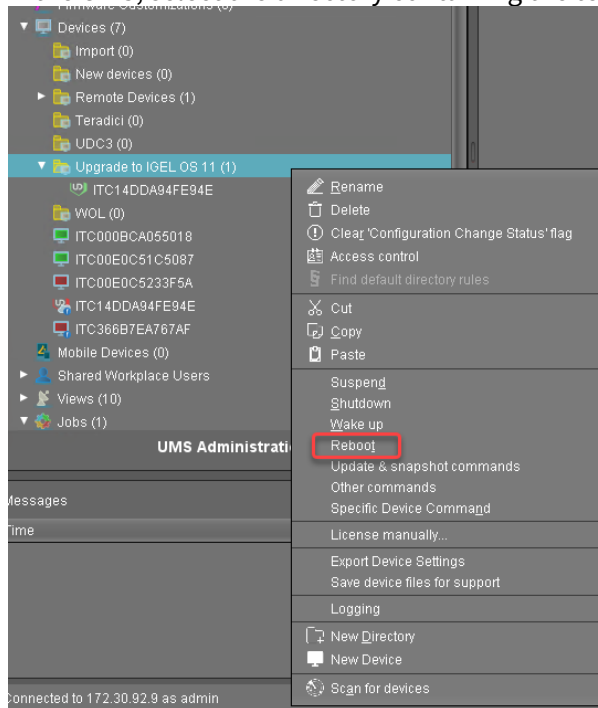 Devices (7)
Import (0)
New devices (0)
Remote Devices (1)
Teradici (0)
UDC3 (0)
Upgrade to IGEL OS 11 (1)
ITC14DDA94FE94E
WOL (0)
ITC000BCA055018
ITC00E0C51C5087
ITC00E0C5233F5A
ITC14DDA94FE94E
ITC366B7EA767AF
Mobile Devices (0)
Shared Workplace Users
Views (10)
Jobs (1)
UMS Administrati
Messages
Time
Connected to 172.30.92.9 as admin
Rename
Delete
Clear 'Configuration Change Status' flag
Access control
Find default directory rules
Cut
Copy
Paste
Suspend
Shutdown
Wake up
Reboot
Update & snapshot commands
Other commands
Specific Device Command
License manually...
Export Device Settings
Save device files for support
Logging
New Directory
New Device
Scan for devices